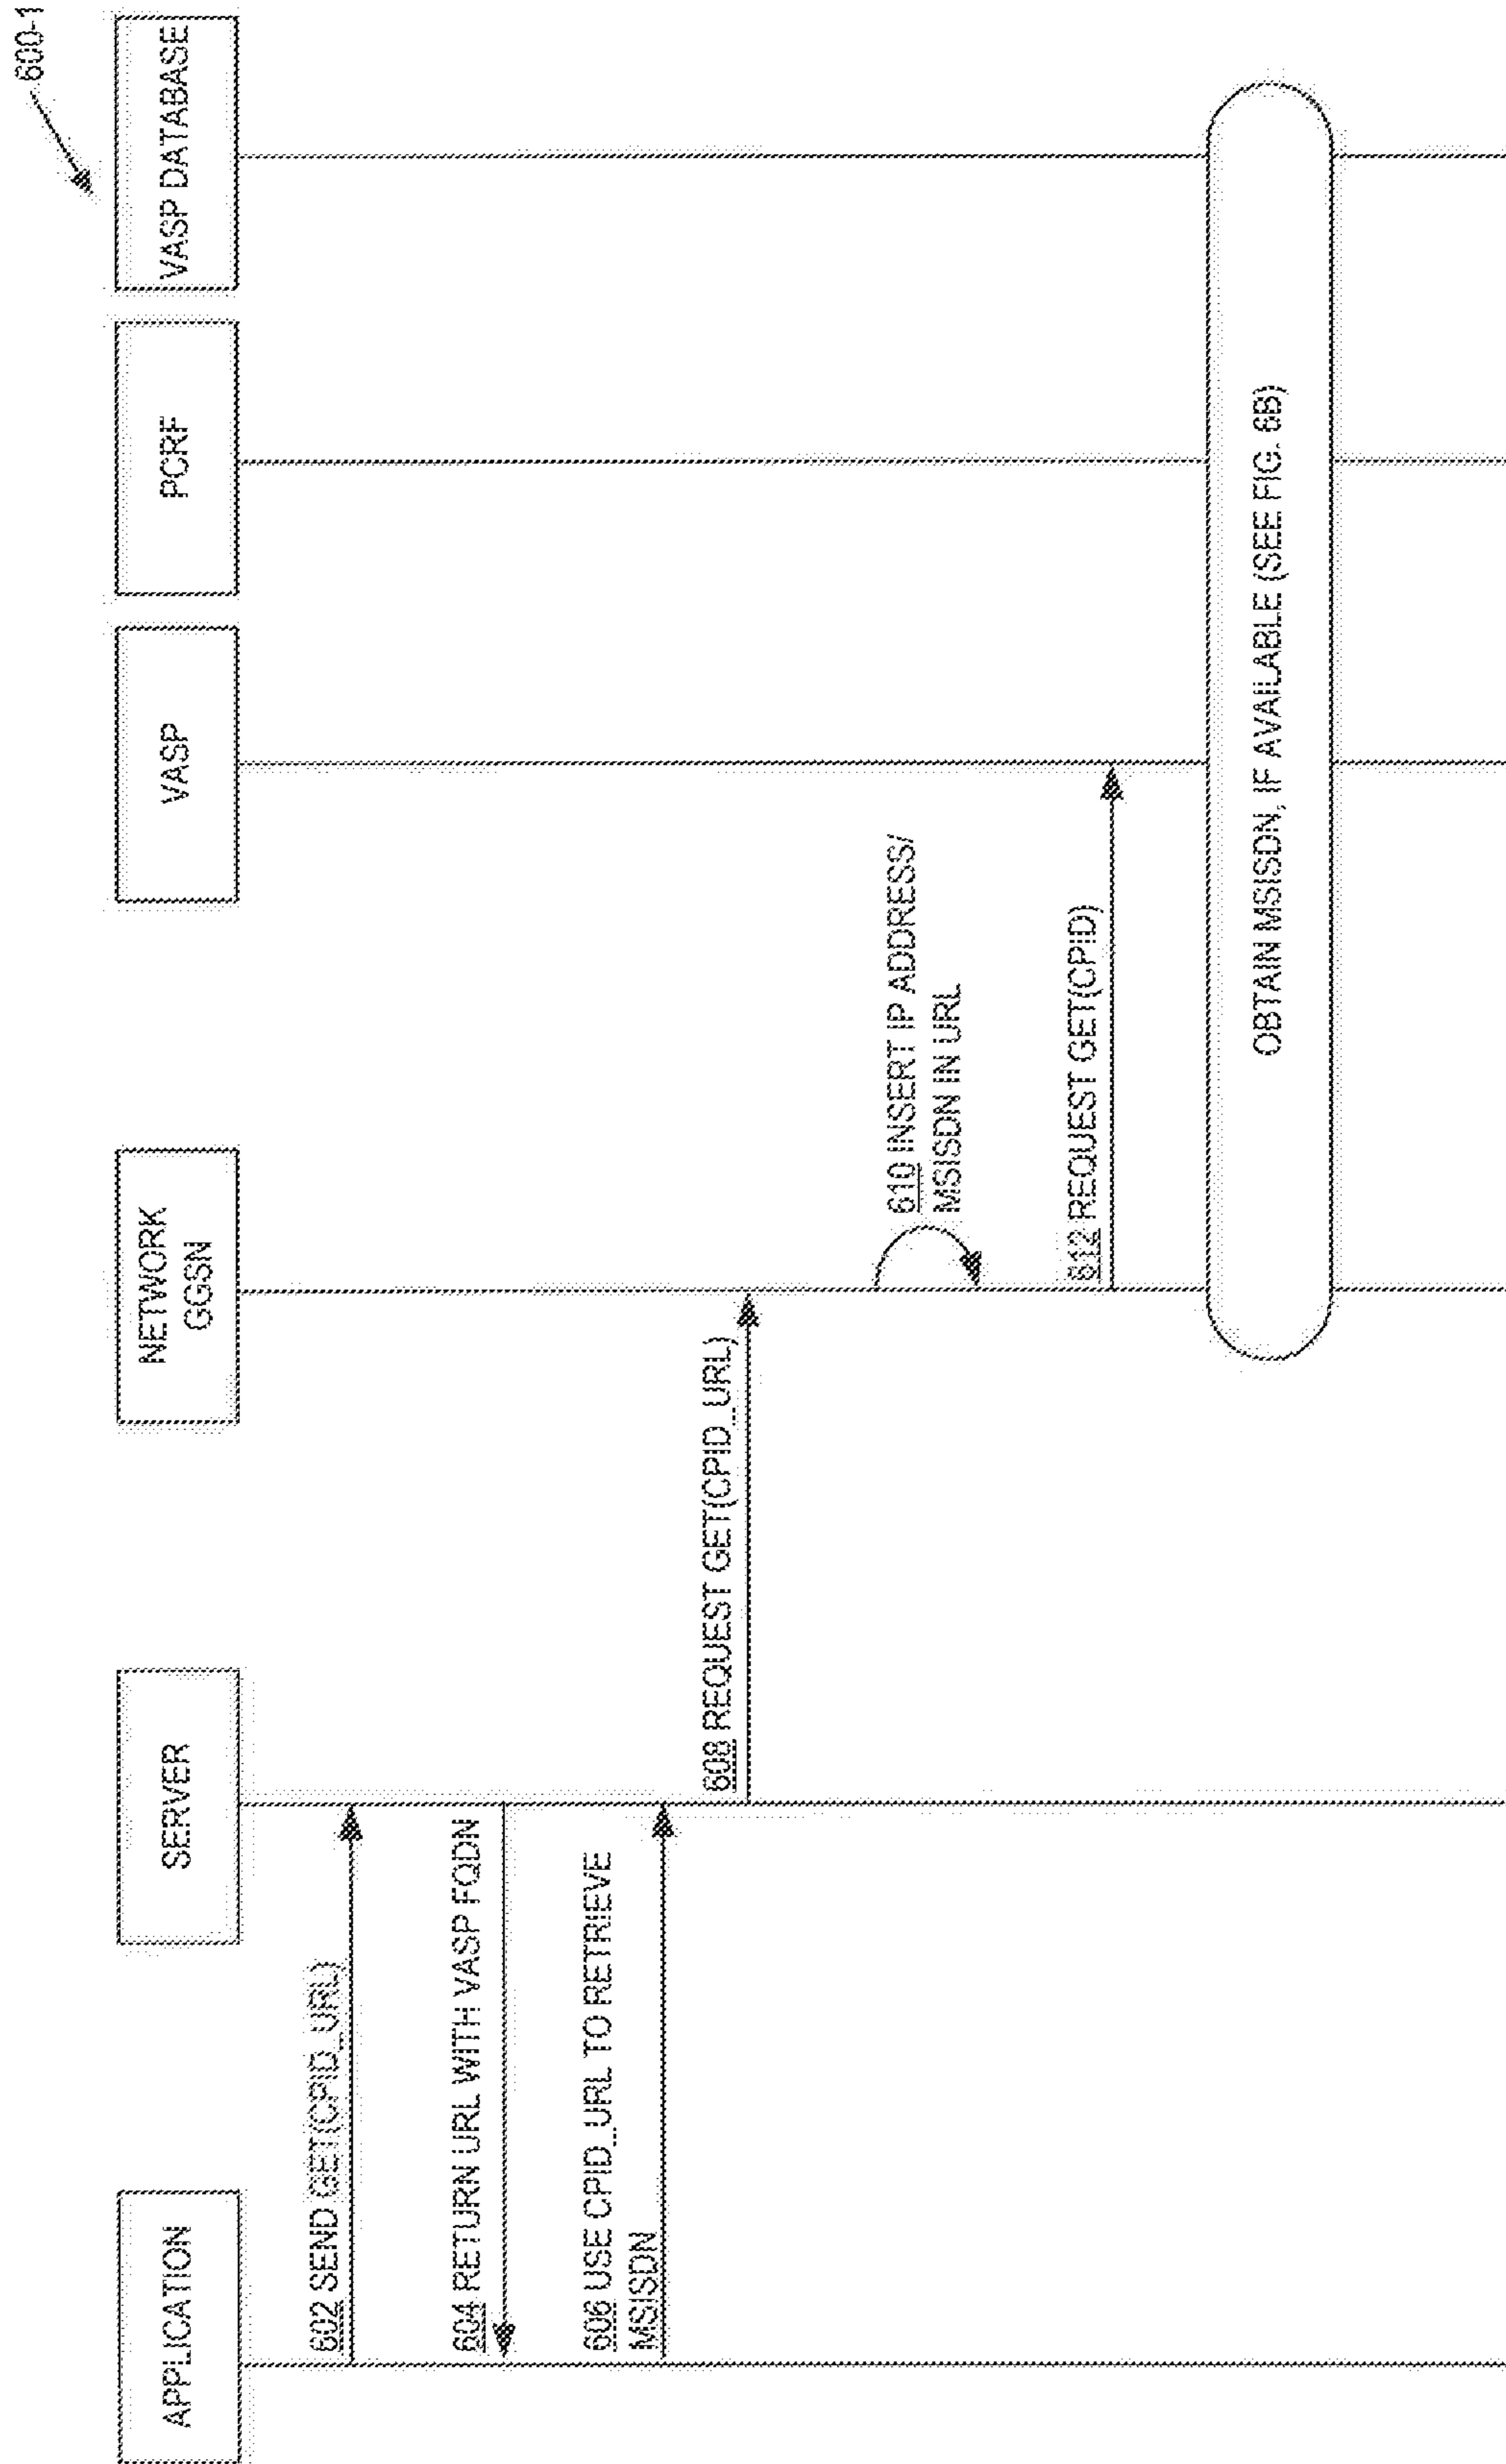 600-1
APPLICATION
SERVER
NETWORK
GGSN
VASP
PCRF
VASP DATABASE
602 SEND GET(CPID_URL)
604 RETURN URL WITH VASP FQDN
606 USE CPID_URL TO RETRIEVE
MSISDN
608 REQUEST GET(CPID_URL)
610 INSERT IP ADDRESS/
MSISDN IN URL
612 REQUEST GET(CPID)
OBTAIN MSISDN, IF AVAILABLE (SEE FIG. 6B)